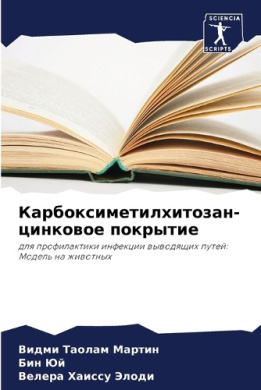 SCIENCIA
SCRIPTS
Карбоксиметилхитозан-
цинковое покрытие
для профилактики инфекции выводящих путей:
Модель на животных
Видми Таолам Мартин
Бин Юй
Велера Хаиссу Элоди